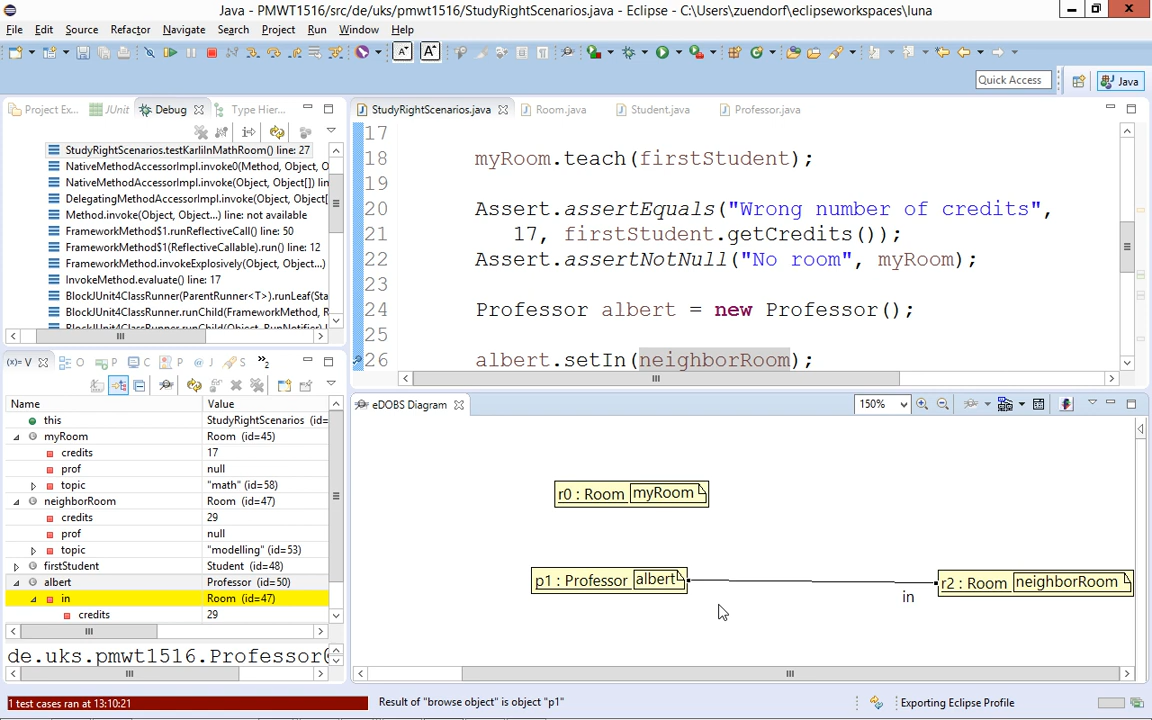 Java - PMWT1516/src/de/uks/pmwt1516/StudyRightScenarios.java - Eclipse - C:\Users\zuendorf\eclipseworkspaces\luna
File Edit Source Refactor Navigate Search Project Run Window Help
Quick Access Java
Project Ex... JUnit Debug Type Hier...
StudyRightScenarios.testKarliInMathRoom() line: 27
NativeMethodAccessorImpl.invoke0(Method, Object, O
NativeMethodAccessorImpl.invoke(Object, Object[]) lin
DelegatingMethodAccessorImpl.invoke(Object, Object[
Method.invoke(Object, Object...) line: not available
FrameworkMethod$1.runReflectiveCall() line: 50
FrameworkMethod$1(ReflectiveCallable).run() line: 12
FrameworkMethod.invokeExplosively(Object, Object...)
InvokeMethod.evaluate() line: 17
BlockJUnit4ClassRunner(ParentRunner<T>).runLeaf(Sta
BlockJUnit4ClassRunner.runChild(FrameworkMethod, R
BlockJUnit4ClassRunner.runChild(Object, RunNotifier) l
StudyRightScenarios.java Room.java Student.java Professor.java
17
18 myRoom.teach(firstStudent);
19
20 Assert.assertEquals("Wrong number of credits",
21 17, firstStudent.getCredits());
22 Assert.assertNotNull("No room", myRoom);
23
24 Professor albert = new Professor();
25
26 albert.setIn(neighborRoom);
(x)= V O P C P @ J S »2
Name Value
this StudyRightScenarios (id=
myRoom Room (id=45)
credits 17
prof null
topic "math" (id=58)
neighborRoom Room (id=47)
credits 29
prof null
topic "modelling" (id=53)
firstStudent Student (id=48)
albert Professor (id=50)
in Room (id=47)
credits 29
de.uks.pmwt1516.Professor@
eDOBS Diagram 150%
r0 : Room myRoom
p1 : Professor albert
r2 : Room neighborRoom
in
1 test cases ran at 13:10:21 Result of "browse object" is object "p1" Exporting Eclipse Profile